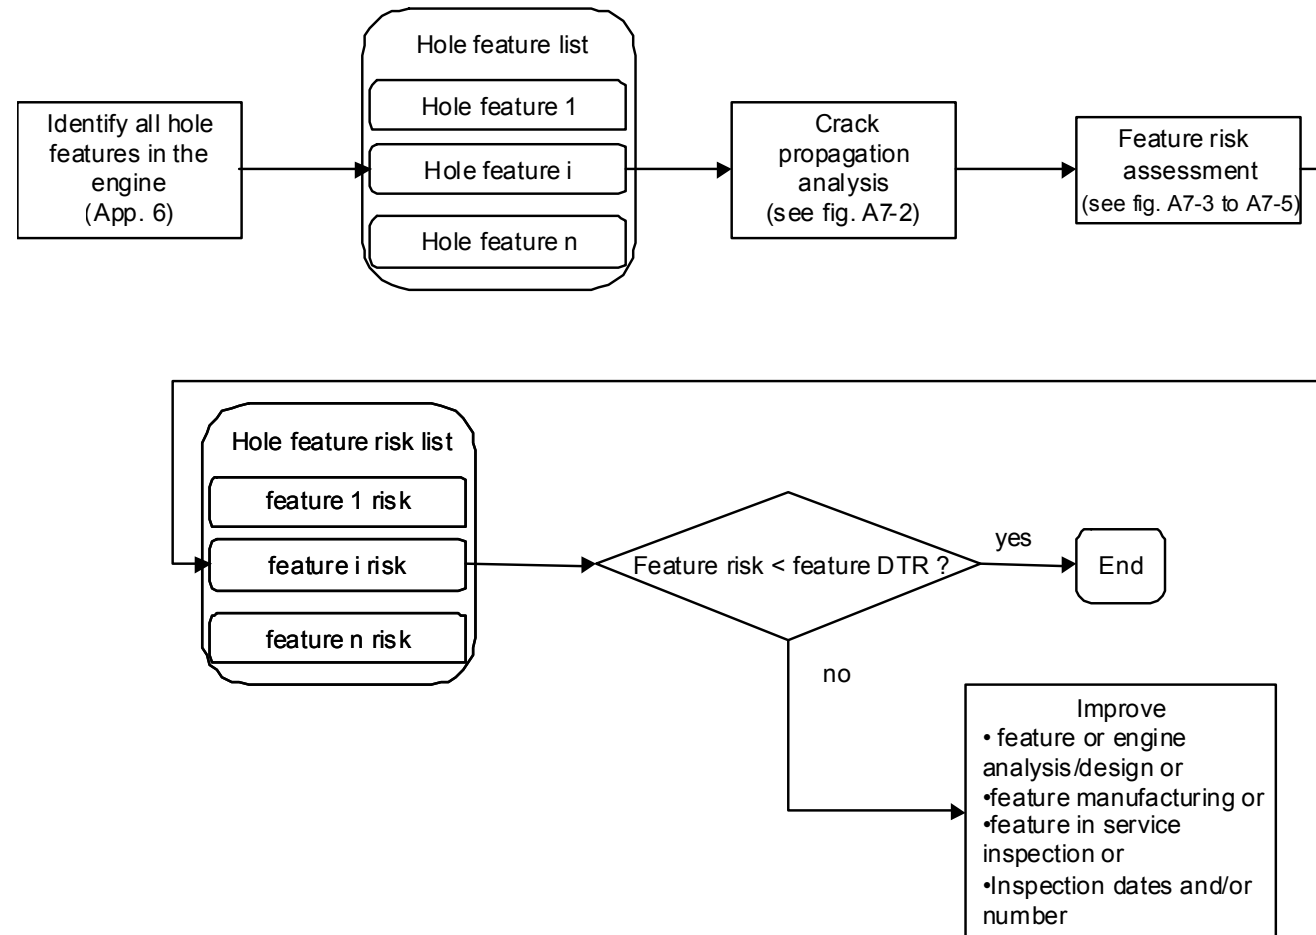 Identify all hole
features in the
engine
(App. 6)
Hole feature list
Hole feature 1
Hole feature i
Hole feature n
Crack
propagation
analysis
(see fig. A7-2)
Feature risk
assessment
(see fig. A7-3 to A7-5)
Hole feature risk list
feature 1 risk
feature i risk
feature n risk
Feature risk < feature DTR ?
yes
End
no
Improve
• feature or engine
analysis/design or
•feature manufacturing or
•feature in service
inspection or
•Inspection dates and/or
number